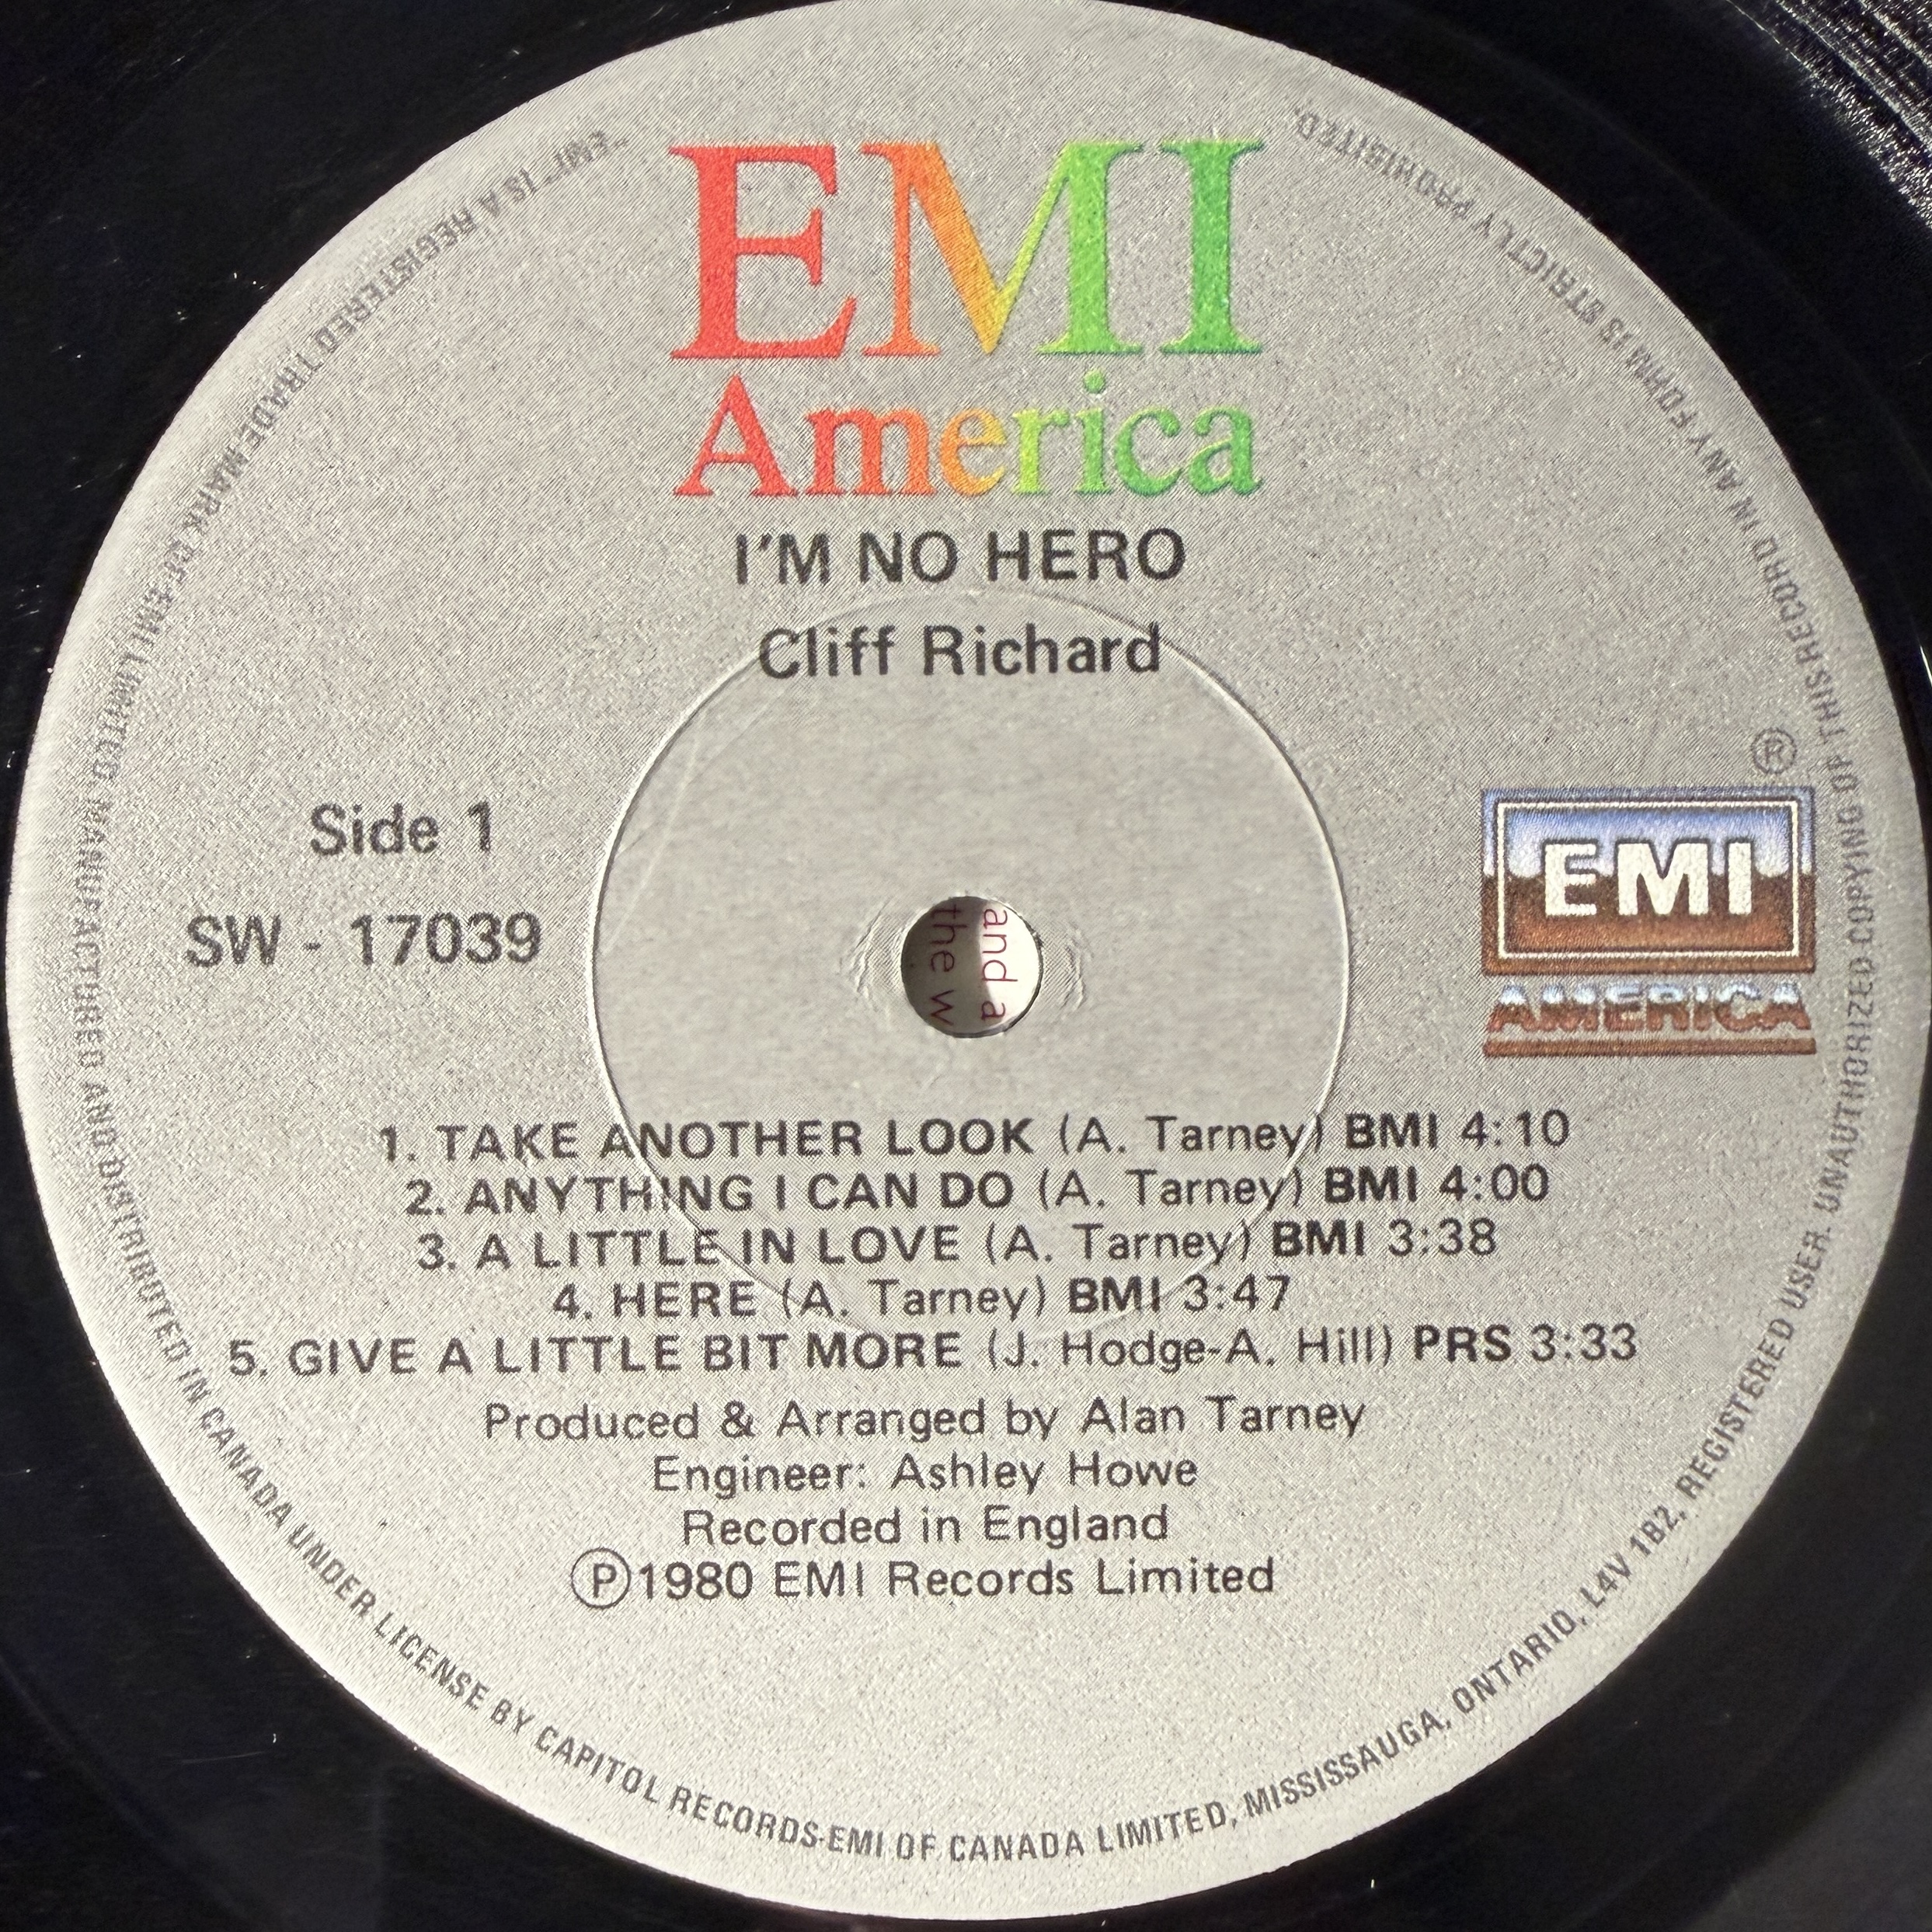 EMI
America
I'M NO HERO
Cliff Richard
Side 1
SW - 17039
®
EMI
AMERICA
and a
the w
1. TAKE ANOTHER LOOK (A. Tarney) BMI 4:10
2. ANYTHING I CAN DO (A. Tarney) BMI 4:00
3. A LITTLE IN LOVE (A. Tarney) BMI 3:38
4. HERE (A. Tarney) BMI 3:47
5. GIVE A LITTLE BIT MORE (J. Hodge-A. Hill) PRS 3:33
Produced & Arranged by Alan Tarney
Engineer: Ashley Howe
Recorded in England
℗1980 EMI Records Limited
"EMI" IS A REGISTERED TRADE MARK OF EMI LIMITED. MANUFACTURED AND DISTRIBUTED IN CANADA UNDER LICENSE BY CAPITOL RECORDS-EMI OF CANADA LIMITED, MISSISSAUGA, ONTARIO, L4V 1B2, REGISTERED USER. UNAUTHORIZED COPYING OF THIS RECORD IN ANY FORM IS STRICTLY PROHIBITED.